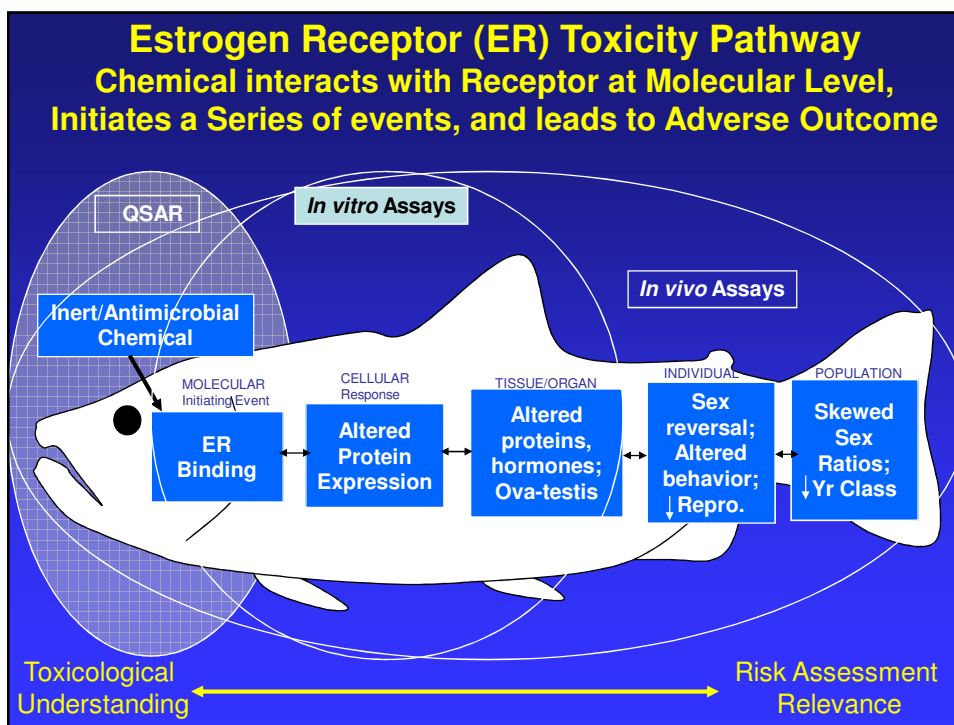 Estrogen Receptor (ER) Toxicity Pathway
Chemical interacts with Receptor at Molecular Level,
Initiates a Series of events, and leads to Adverse Outcome
QSAR
In vitro Assays
In vivo Assays
Inert/Antimicrobial
Chemical
MOLECULAR
Initiating Event
ER
Binding
CELLULAR
Response
Altered
Protein
Expression
TISSUE/ORGAN
Altered
proteins,
hormones;
Ova-testis
INDIVIDUAL
Sex
reversal;
Altered
behavior;
↓Repro.
POPULATION
Skewed
Sex
Ratios;
↓Yr Class
Toxicological
Understanding
Risk Assessment
Relevance